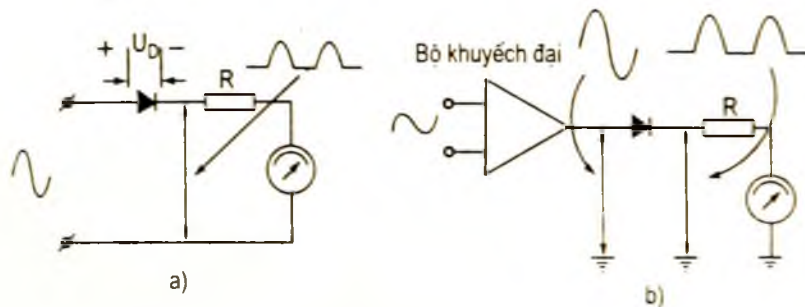 + U_D −
R
a)
Bộ khuyếch đại
R
b)